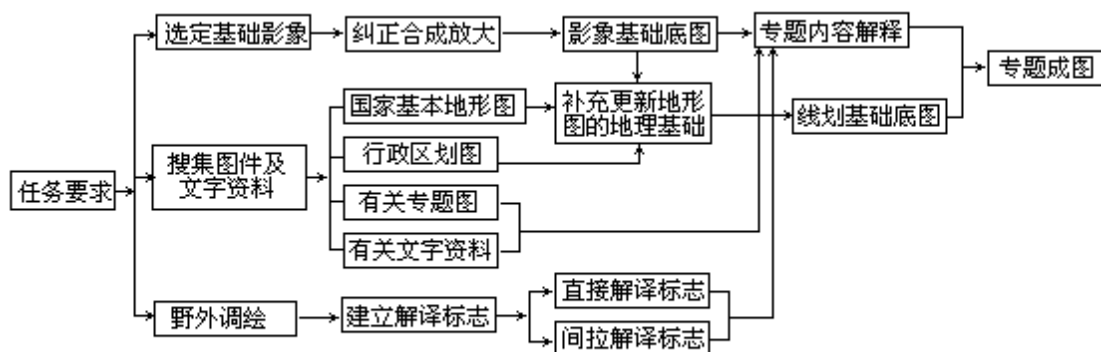 选定基础影象
纠正合成放大
影象基础底图
专题内容解释
专题成图
国家基本地形图
补充更新地形
图的地理基础
线划基础底图
行政区划图
搜集图件及
文字资料
任务要求
有关专题图
有关文字资料
直接解译标志
野外调绘
建立解译标志
间拉解译标志